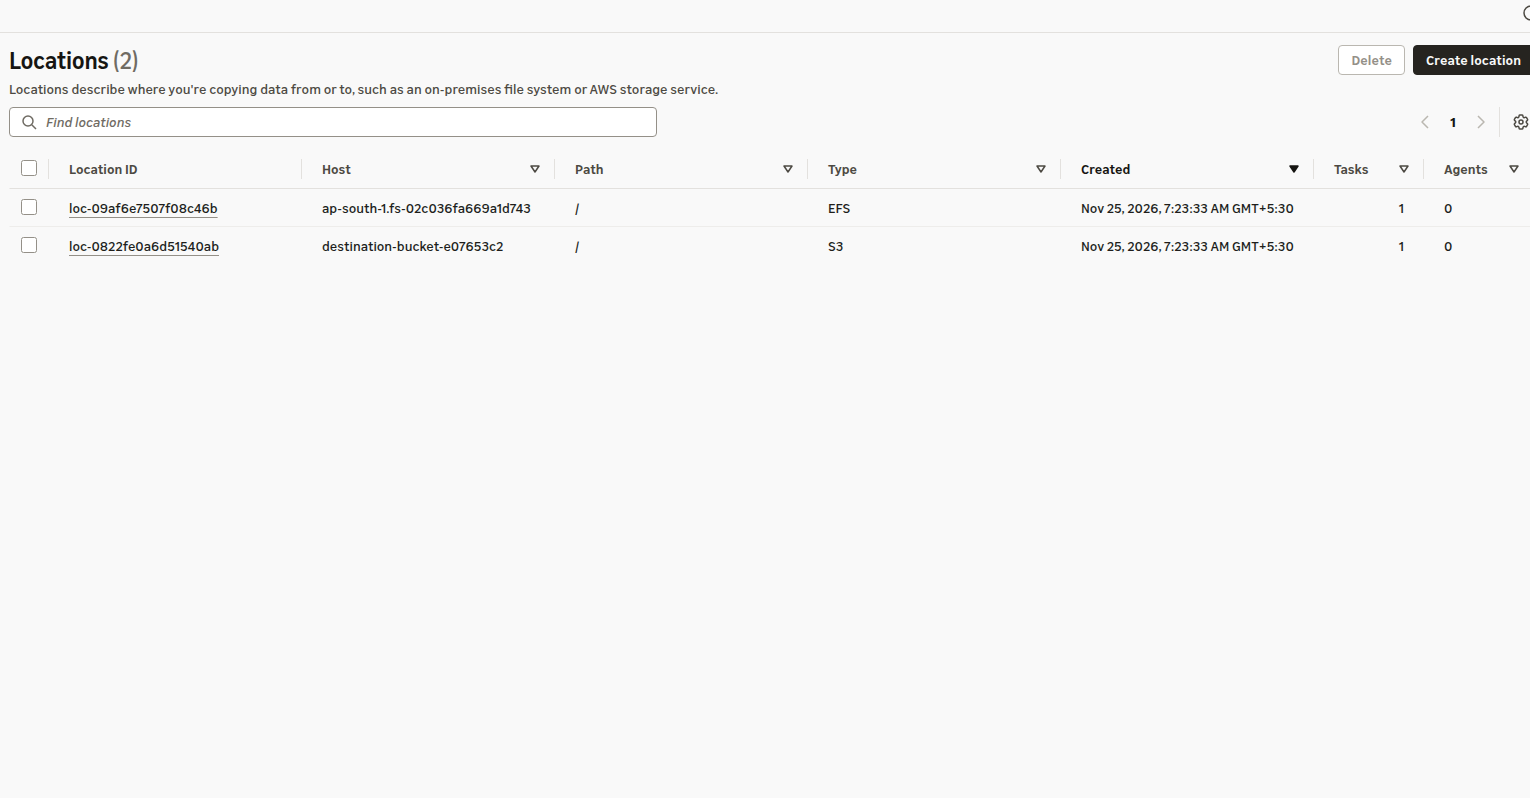 Locations (2)
Delete
Create location
Locations describe where you're copying data from or to, such as an on-premises file system or AWS storage service.
Find locations
1
Location ID Host Path Type Created Tasks Agents
loc-09af6e7507f08c46b ap-south-1.fs-02c036fa669a1d743 / EFS Nov 25, 2026, 7:23:33 AM GMT+5:30 1 0
loc-0822fe0a6d51540ab destination-bucket-e07653c2 / S3 Nov 25, 2026, 7:23:33 AM GMT+5:30 1 0